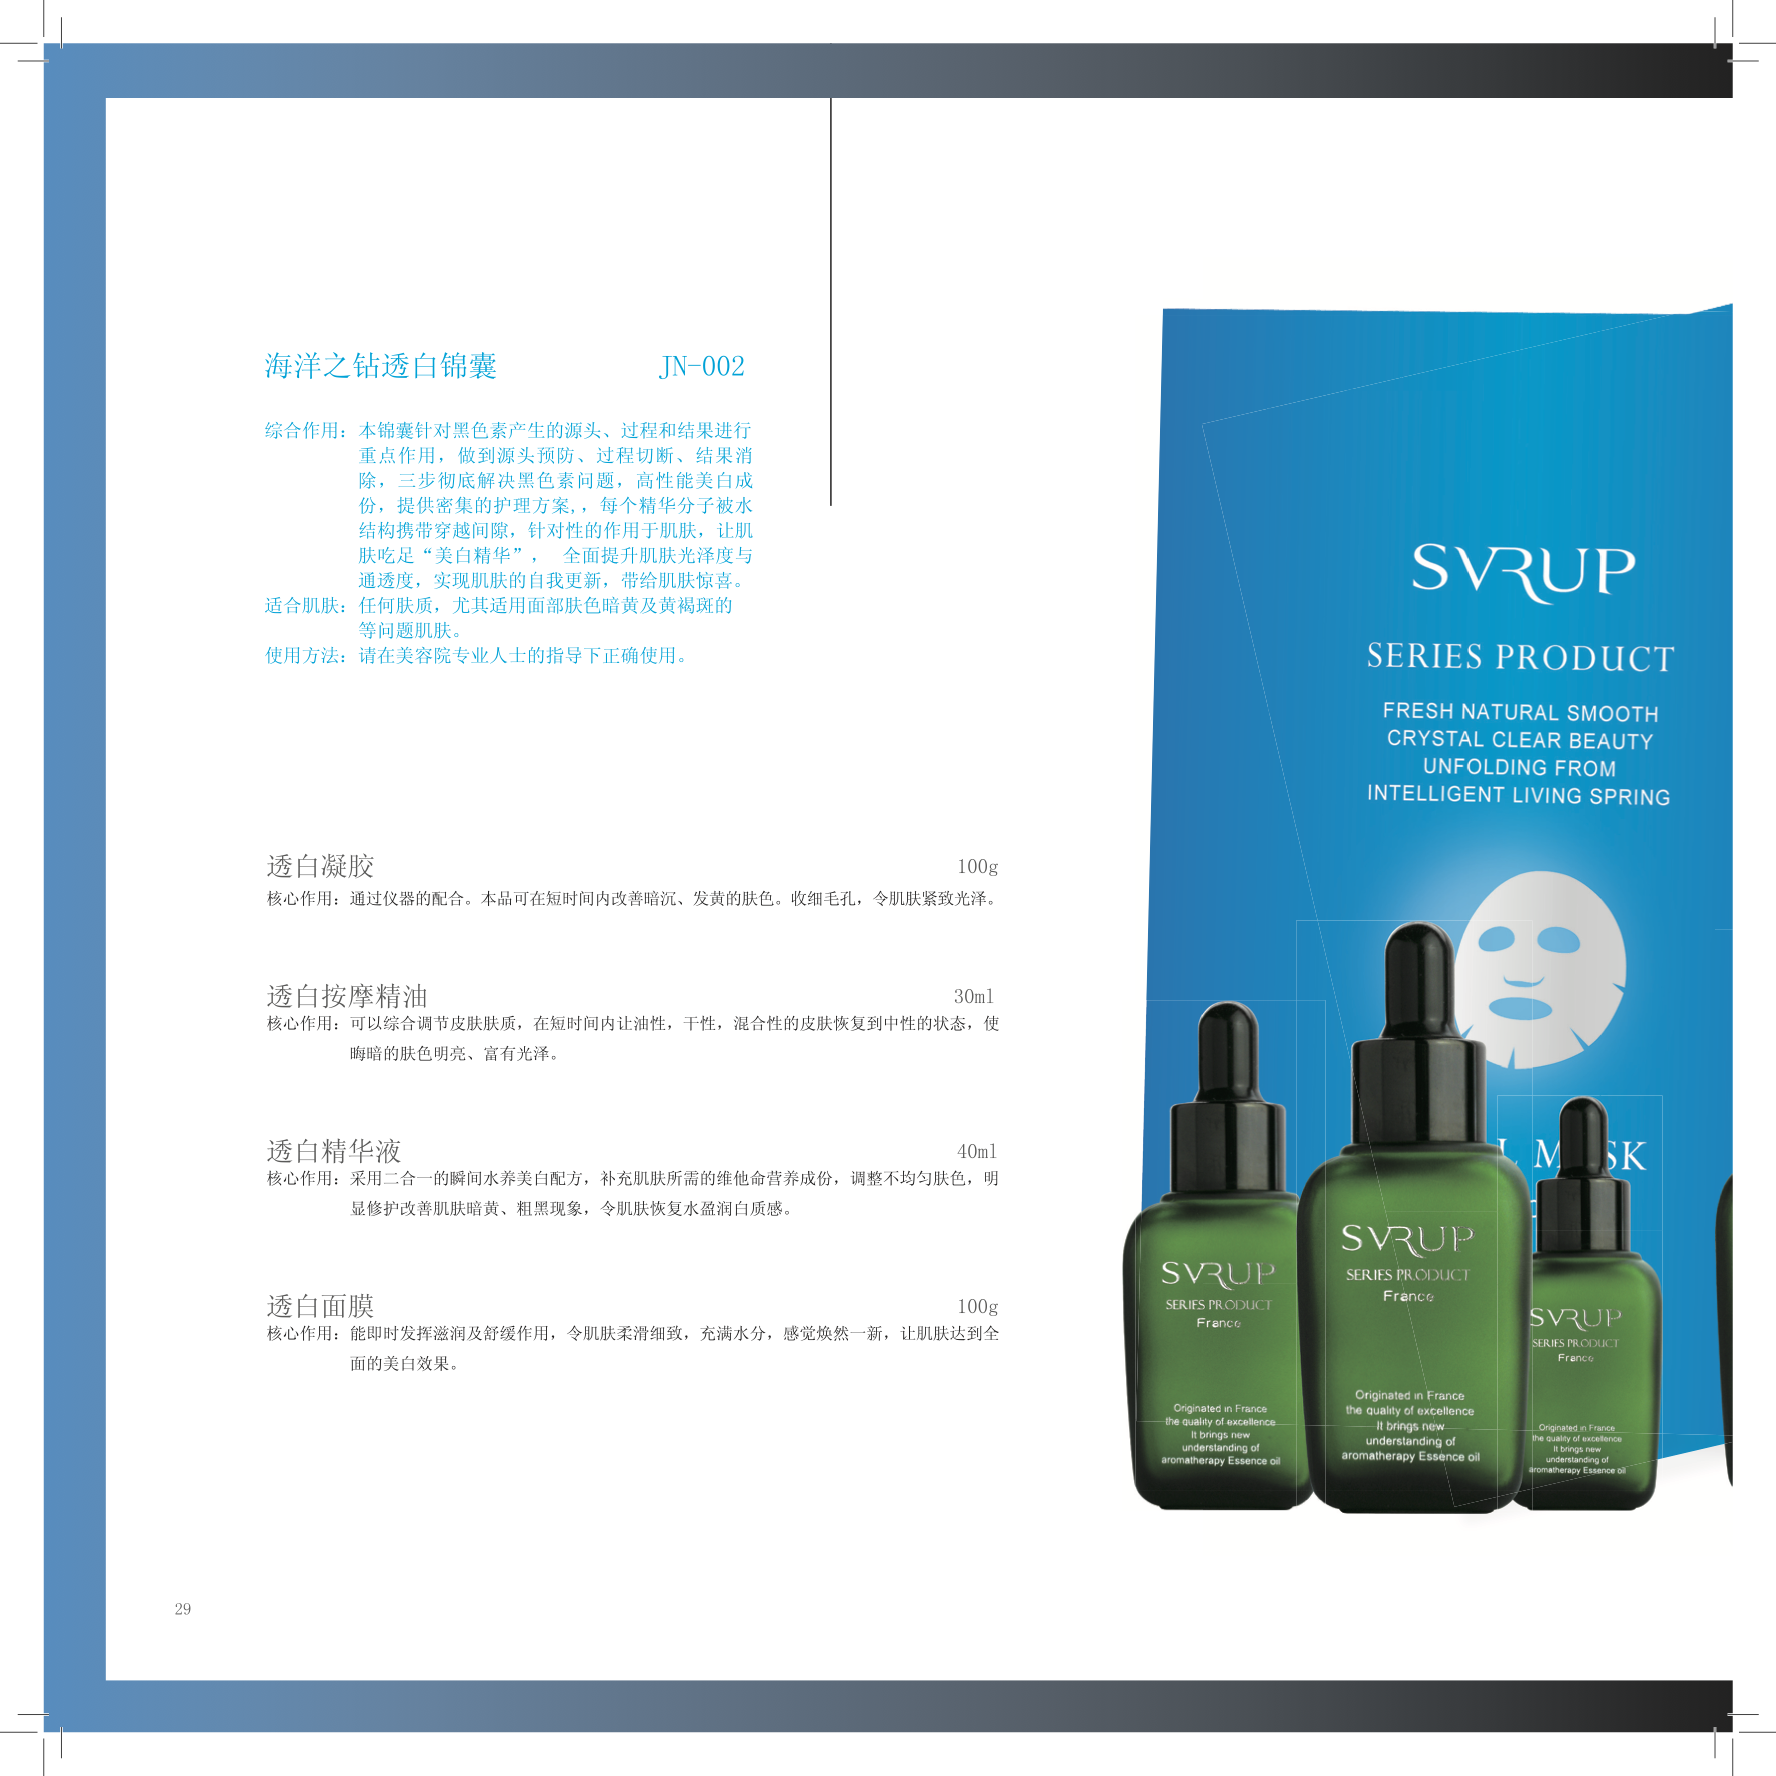 海洋之钻透白锦囊 JN-002
综合作用：本锦囊针对黑色素产生的源头、过程和结果进行
重点作用，做到源头预防、过程切断、结果消
除，三步彻底解决黑色素问题，高性能美白成
份，提供密集的护理方案,，每个精华分子被水
结构携带穿越间隙，针对性的作用于肌肤，让肌
肤吃足“美白精华”， 全面提升肌肤光泽度与
通透度，实现肌肤的自我更新，带给肌肤惊喜。
适合肌肤：任何肤质，尤其适用面部肤色暗黄及黄褐斑的
等问题肌肤。
使用方法：请在美容院专业人士的指导下正确使用。
透白凝胶 100g
核心作用：通过仪器的配合。本品可在短时间内改善暗沉、发黄的肤色。收细毛孔，令肌肤紧致光泽。
透白按摩精油 30ml
核心作用：可以综合调节皮肤肤质，在短时间内让油性，干性，混合性的皮肤恢复到中性的状态，使
晦暗的肤色明亮、富有光泽。
透白精华液 40ml
核心作用：采用二合一的瞬间水养美白配方，补充肌肤所需的维他命营养成份，调整不均匀肤色，明
显修护改善肌肤暗黄、粗黑现象，令肌肤恢复水盈润白质感。
透白面膜 100g
核心作用：能即时发挥滋润及舒缓作用，令肌肤柔滑细致，充满水分，感觉焕然一新，让肌肤达到全
面的美白效果。
29
SVRUP
SERIES PRODUCT
FRESH NATURAL SMOOTH
CRYSTAL CLEAR BEAUTY
UNFOLDING FROM
INTELLIGENT LIVING SPRING
SVRUP
SERIES PRODUCT
France
Originated in France
the quality of excellence
It brings new
understanding of
aromatherapy Essence oil
SVRUP
SERIES PRODUCT
France
Originated in France
the quality of excellence
It brings new
understanding of
aromatherapy Essence oil
SVRUP
SERIES PRODUCT
France
Originated in France
the quality of excellence
It brings new
understanding of
aromatherapy Essence oil